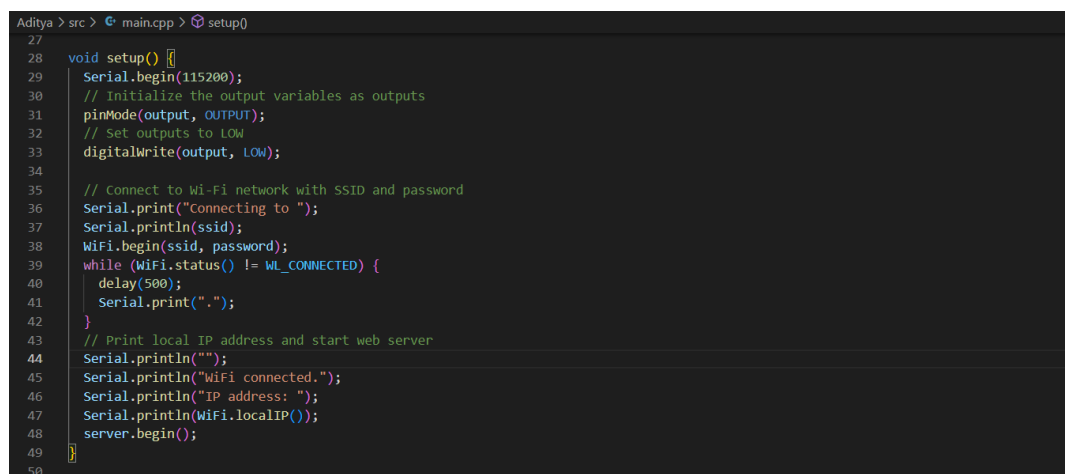 Aditya > src > main.cpp > setup()
27
28 void setup() {
29   Serial.begin(115200);
30   // Initialize the output variables as outputs
31   pinMode(output, OUTPUT);
32   // Set outputs to LOW
33   digitalWrite(output, LOW);
34
35   // Connect to Wi-Fi network with SSID and password
36   Serial.print("Connecting to ");
37   Serial.println(ssid);
38   WiFi.begin(ssid, password);
39   while (WiFi.status() != WL_CONNECTED) {
40     delay(500);
41     Serial.print(".");
42   }
43   // Print local IP address and start web server
44   Serial.println("");
45   Serial.println("WiFi connected.");
46   Serial.println("IP address: ");
47   Serial.println(WiFi.localIP());
48   server.begin();
49 }
50